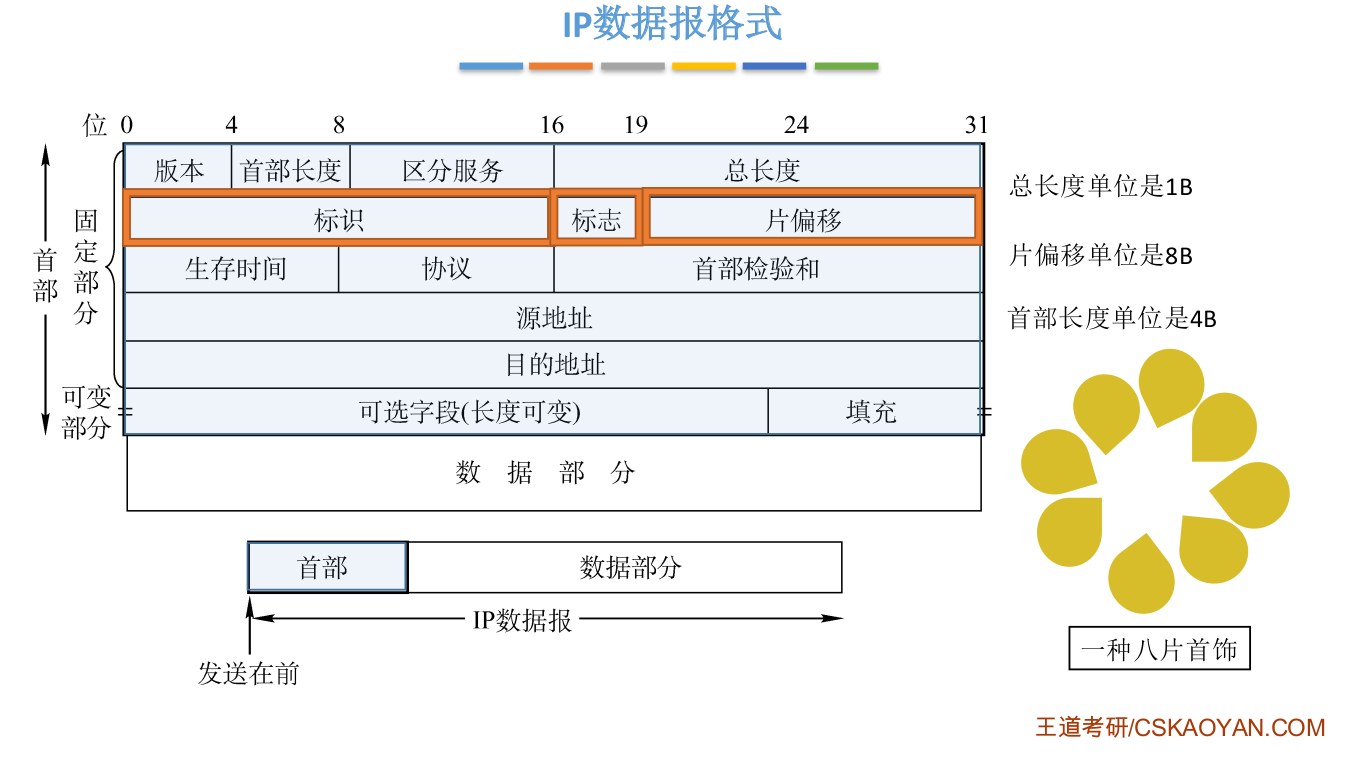 IP数据报格式
位 0 4 8 16 19 24 31
版本 首部长度 区分服务 总长度
总长度单位是1B
标识 标志 片偏移
固定部分
首部
片偏移单位是8B
生存时间 协议 首部检验和
源地址
首部长度单位是4B
目的地址
可变部分
可选字段(长度可变) 填充
数据部分
首部 数据部分
IP数据报
发送在前
一种八片首饰
王道考研/CSKAOYAN.COM